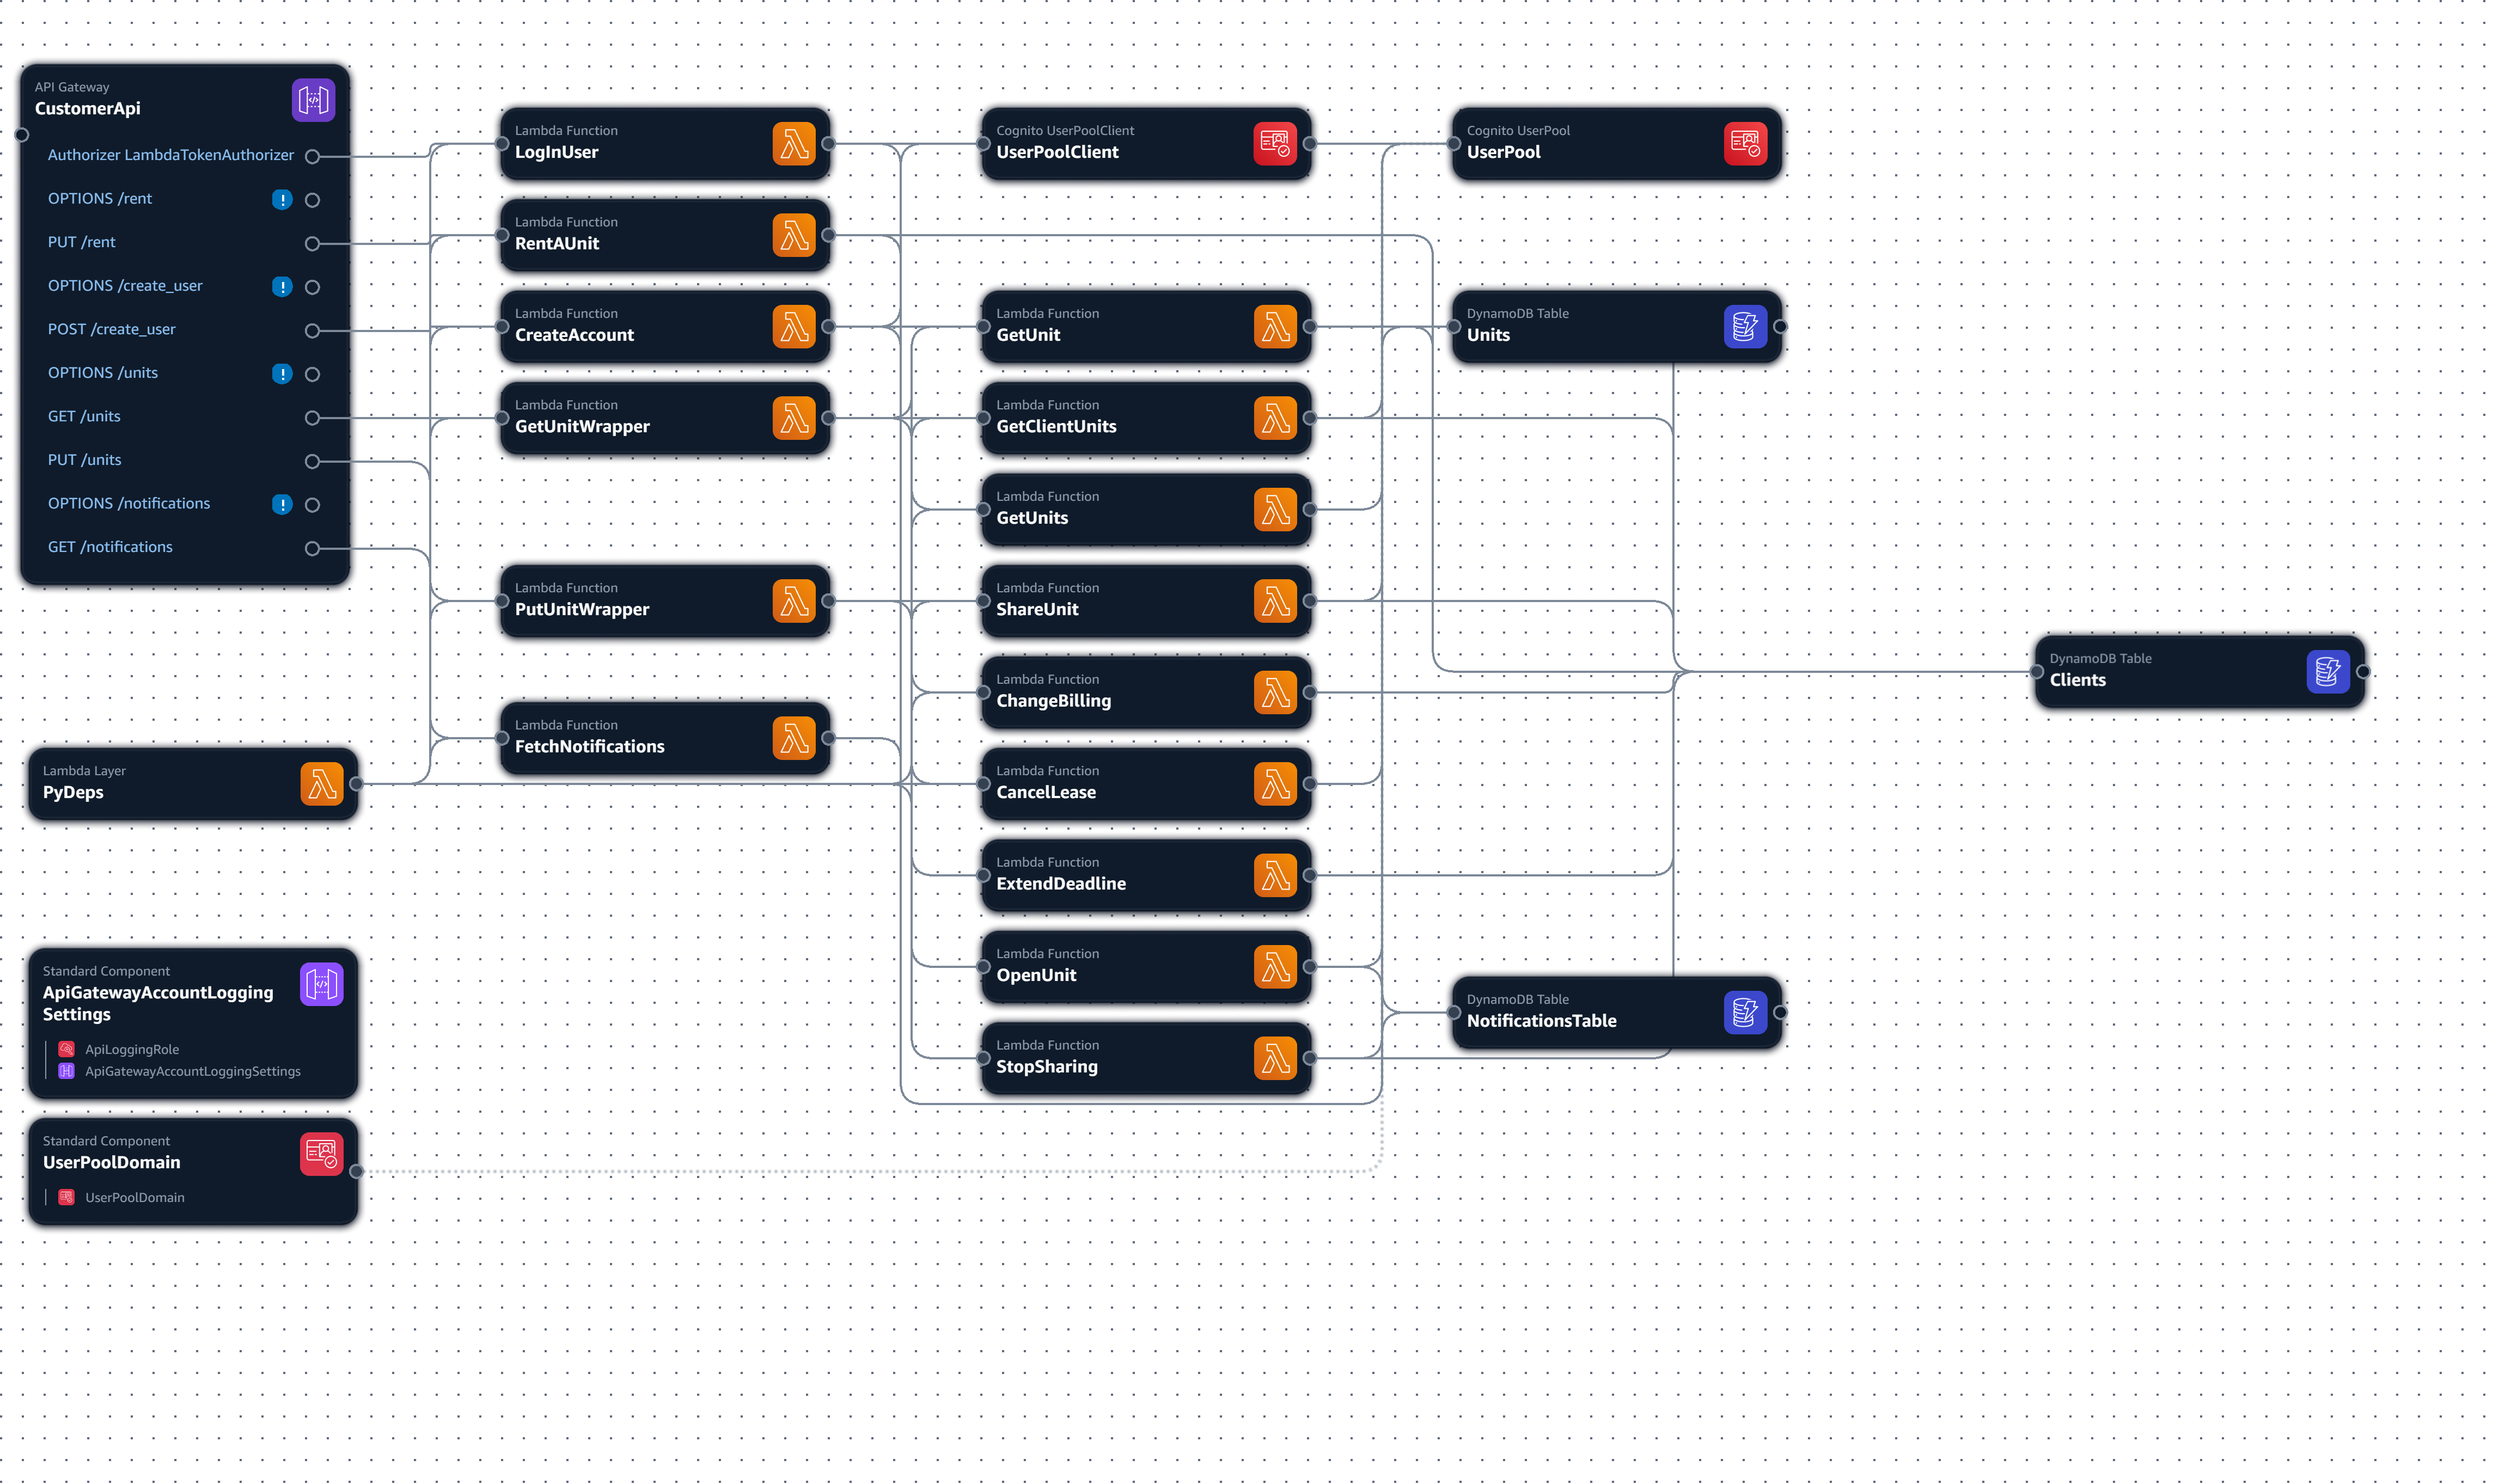 API Gateway
CustomerApi
Authorizer LambdaTokenAuthorizer
OPTIONS /rent
PUT /rent
OPTIONS /create_user
POST /create_user
OPTIONS /units
GET /units
PUT /units
OPTIONS /notifications
GET /notifications
Lambda Layer
PyDeps
Standard Component
ApiGatewayAccountLogging
Settings
ApiLoggingRole
ApiGatewayAccountLoggingSettings
Standard Component
UserPoolDomain
UserPoolDomain
Lambda Function
LogInUser
Lambda Function
RentAUnit
Lambda Function
CreateAccount
Lambda Function
GetUnitWrapper
Lambda Function
PutUnitWrapper
Lambda Function
FetchNotifications
Cognito UserPoolClient
UserPoolClient
Lambda Function
GetUnit
Lambda Function
GetClientUnits
Lambda Function
GetUnits
Lambda Function
ShareUnit
Lambda Function
ChangeBilling
Lambda Function
CancelLease
Lambda Function
ExtendDeadline
Lambda Function
OpenUnit
Lambda Function
StopSharing
Cognito UserPool
UserPool
DynamoDB Table
Units
DynamoDB Table
NotificationsTable
DynamoDB Table
Clients